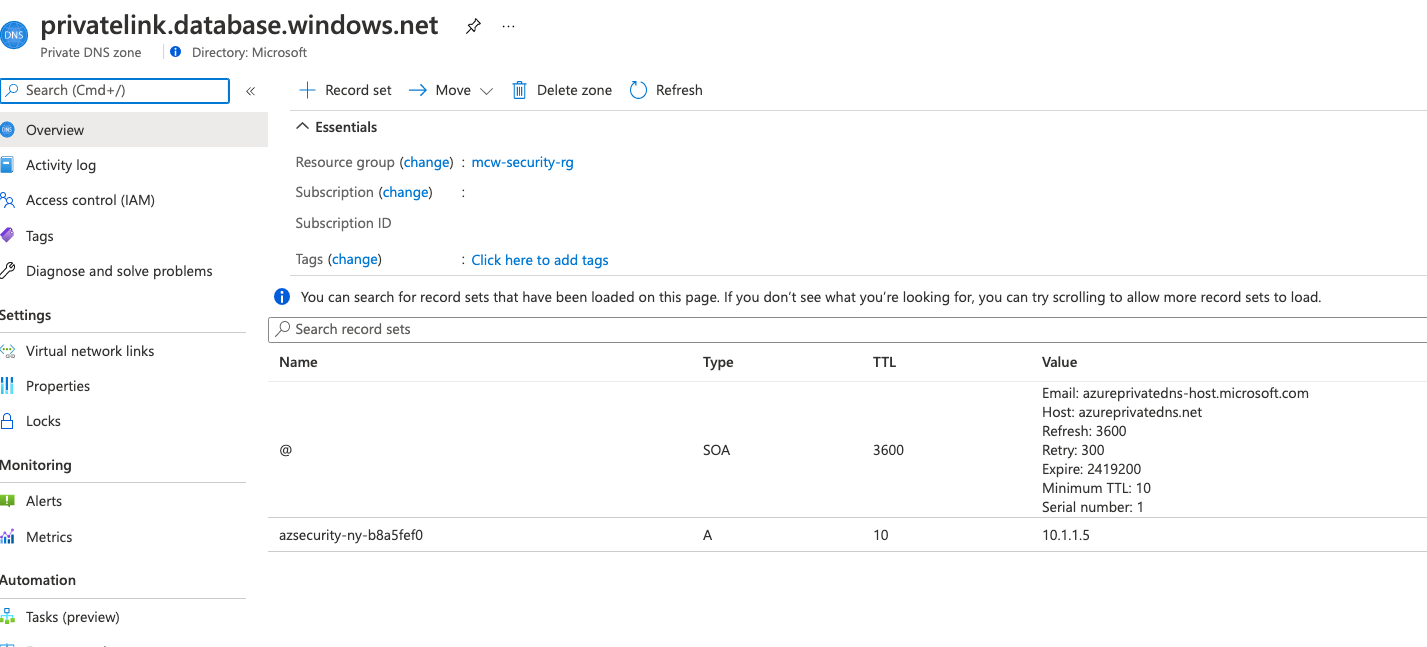 privatelink.database.windows.net ...
DNS
Private DNS zone Directory: Microsoft
Search (Cmd+/) «
Record set Move Delete zone Refresh
Overview
Activity log
Access control (IAM)
Tags
Diagnose and solve problems
Settings
Virtual network links
Properties
Locks
Monitoring
Alerts
Metrics
Automation
Tasks (preview)
Essentials
Resource group (change) : mcw-security-rg
Subscription (change) :
Subscription ID
Tags (change) : Click here to add tags
You can search for record sets that have been loaded on this page. If you don't see what you're looking for, you can try scrolling to allow more record sets to load.
Search record sets
Name Type TTL Value
@ SOA 3600
Email: azureprivatedns-host.microsoft.com
Host: azureprivatedns.net
Refresh: 3600
Retry: 300
Expire: 2419200
Minimum TTL: 10
Serial number: 1
azsecurity-ny-b8a5fef0 A 10 10.1.1.5